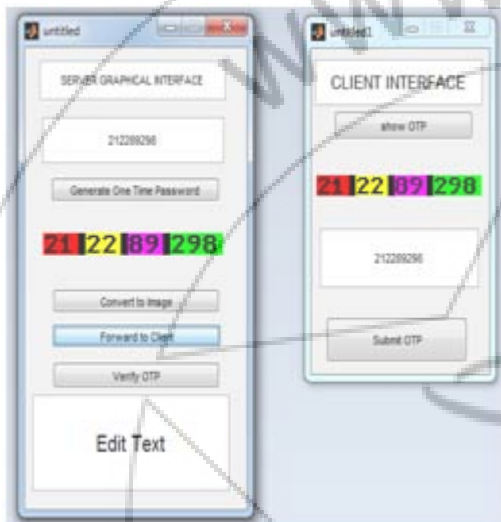 untitled
SERVER GRAPHICAL INTERFACE
212289298
Generate One Time Password
21 22 89 298
Convert to Image
Forward to Client
Verify OTP
Edit Text
untitled1
CLIENT INTERFACE
show OTP
21 22 89 298
212289298
Submit OTP